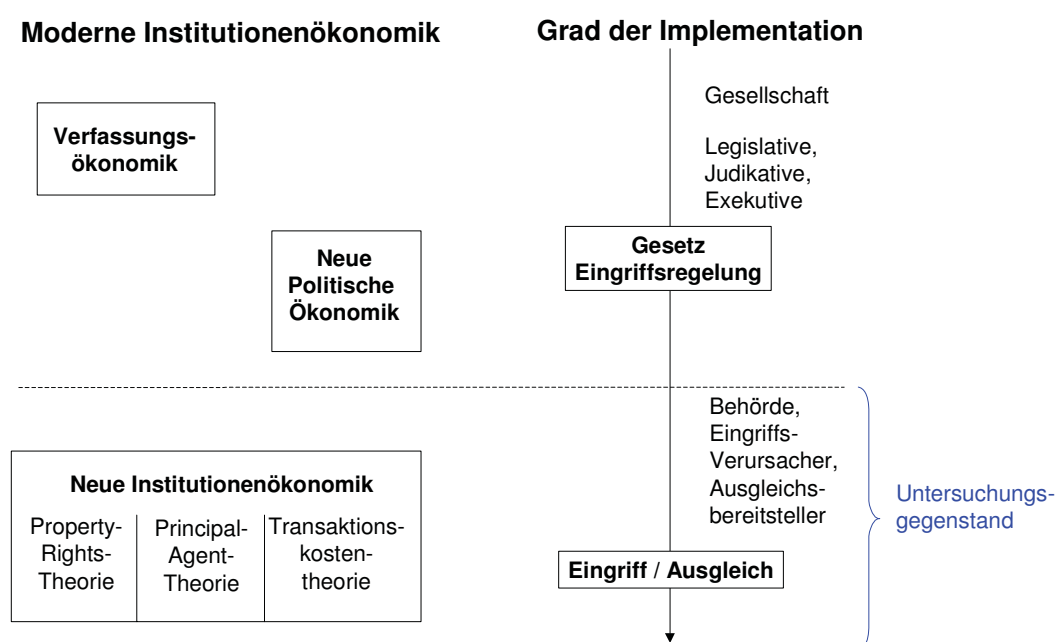 Moderne Institutionenökonomik
Grad der Implementation
Gesellschaft
Verfassungs-
ökonomik
Legislative,
Judikative,
Exekutive
Neue
Politische
Ökonomik
Gesetz
Eingriffsregelung
Behörde,
Eingriffs-
Verursacher,
Ausgleichs-
bereitsteller
Untersuchungs-
gegenstand
Neue Institutionenökonomik
Property-
Rights-
Theorie
Principal-
Agent-
Theorie
Transaktions-
kosten-
theorie
Eingriff / Ausgleich